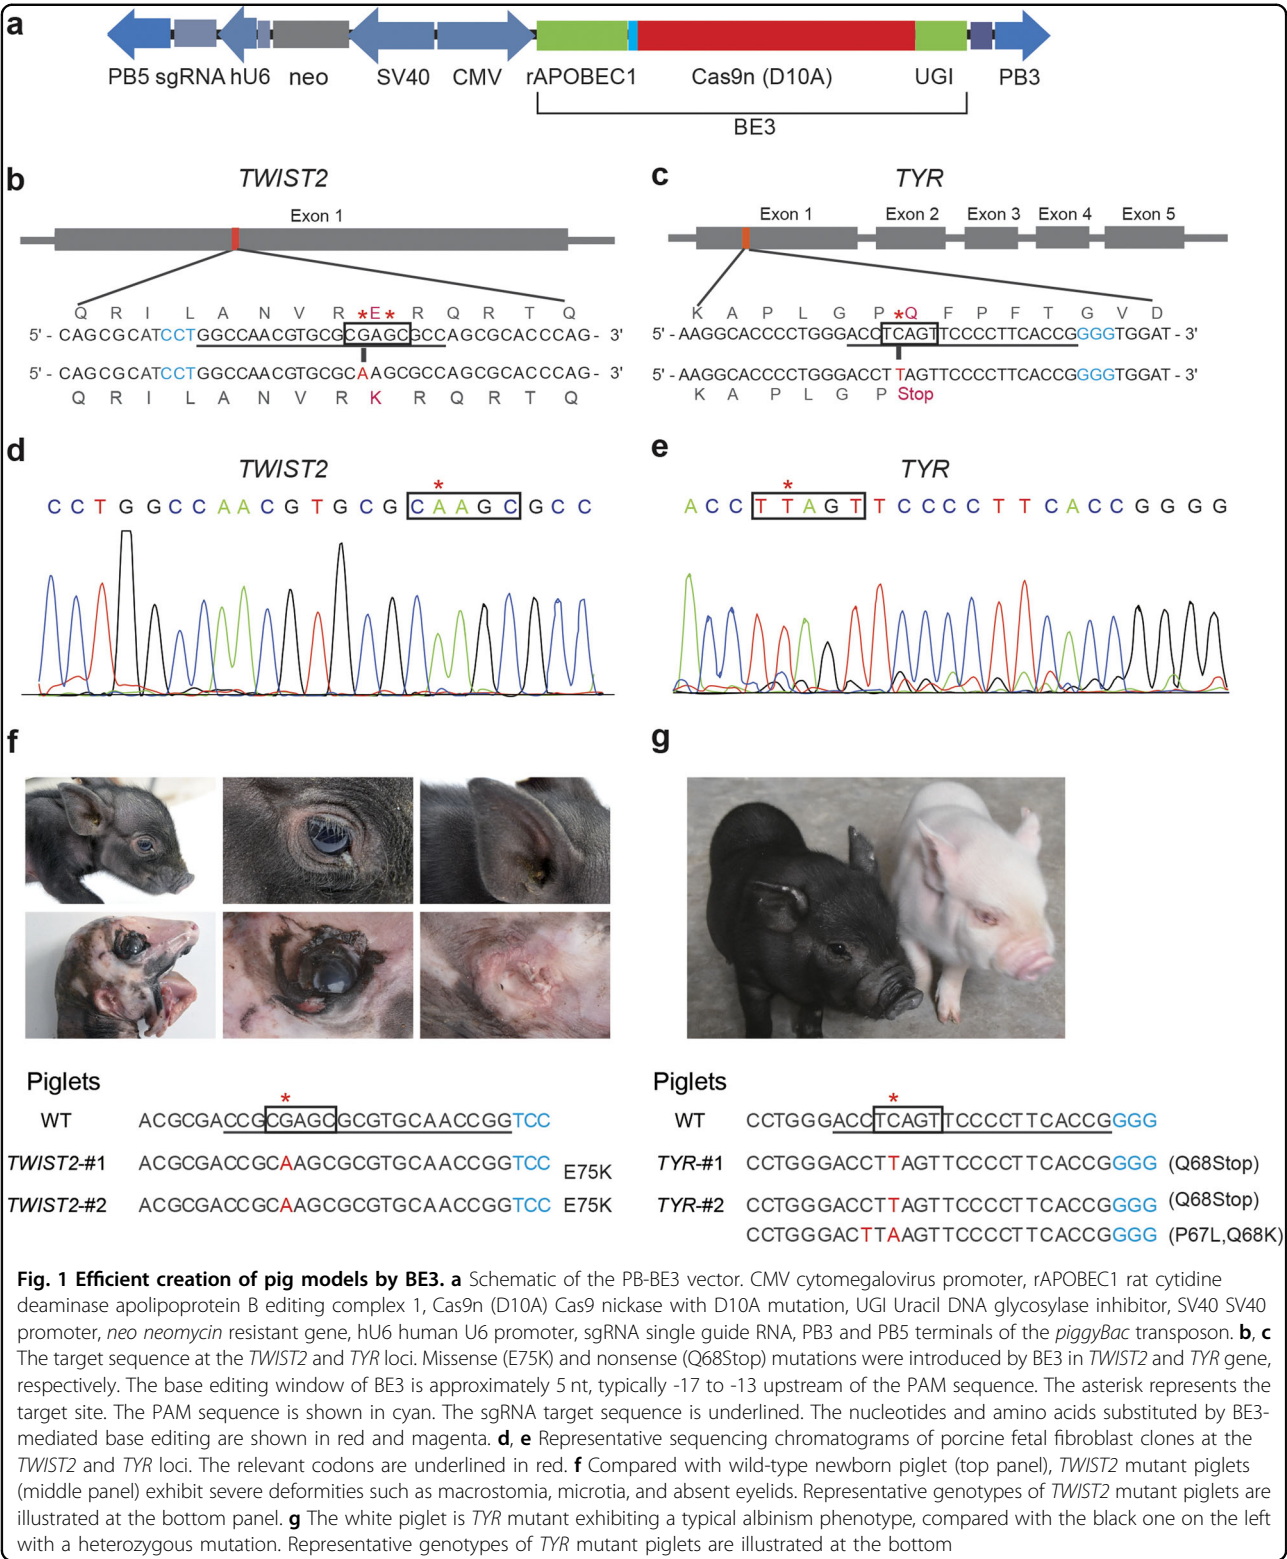 a
PB5 sgRNA hU6 neo SV40 CMV rAPOBEC1 Cas9n (D10A) UGI PB3
BE3
b
TWIST2
Exon 1
Q R I L A N V R *E* R Q R T Q
5' - CAGCGCATCCTGGCCAACGTGCGCGAGCGCCAGCGCACCCAG- 3'
5' - CAGCGCATCCTGGCCAACGTGCGCAAGCGCCAGCGCACCCAG- 3'
Q R I L A N V R K R Q R T Q
c
TYR
Exon 1 Exon 2 Exon 3 Exon 4 Exon 5
K A P L G P *Q F P F T G V D
5' - AAGGCACCCCTGGGACCTCAGTTCCCCTTCACCGGGGTGGAT - 3'
5' - AAGGCACCCCTGGGACCTTAGTTCCCCTTCACCGGGGTGGAT - 3'
K A P L G P Stop
d
TWIST2
*
C C T G G C C A A C G T G C G C A A G C G C C
e
TYR
*
A C C T T A G T T C C C C T T C A C C G G G G
f
Piglets
*
WT ACGCGACCGCGAGCGCGTGCAACCGGTCC
TWIST2-#1 ACGCGACCGCAAGCGCGTGCAACCGGTCC E75K
TWIST2-#2 ACGCGACCGCAAGCGCGTGCAACCGGTCC E75K
g
Piglets
*
WT CCTGGGACCTCAGTTCCCCTTCACCGGGG
TYR-#1 CCTGGGACCTTAGTTCCCCTTCACCGGGG (Q68Stop)
TYR-#2 CCTGGGACCTTAGTTCCCCTTCACCGGGG (Q68Stop)
CCTGGGACTTAAGTTCCCCTTCACCGGGG (P67L,Q68K)
Fig. 1 Efficient creation of pig models by BE3. a Schematic of the PB-BE3 vector. CMV cytomegalovirus promoter, rAPOBEC1 rat cytidine
deaminase apolipoprotein B editing complex 1, Cas9n (D10A) Cas9 nickase with D10A mutation, UGI Uracil DNA glycosylase inhibitor, SV40 SV40
promoter, neo neomycin resistant gene, hU6 human U6 promoter, sgRNA single guide RNA, PB3 and PB5 terminals of the piggyBac transposon. b, c
The target sequence at the TWIST2 and TYR loci. Missense (E75K) and nonsense (Q68Stop) mutations were introduced by BE3 in TWIST2 and TYR gene,
respectively. The base editing window of BE3 is approximately 5 nt, typically -17 to -13 upstream of the PAM sequence. The asterisk represents the
target site. The PAM sequence is shown in cyan. The sgRNA target sequence is underlined. The nucleotides and amino acids substituted by BE3-
mediated base editing are shown in red and magenta. d, e Representative sequencing chromatograms of porcine fetal fibroblast clones at the
TWIST2 and TYR loci. The relevant codons are underlined in red. f Compared with wild-type newborn piglet (top panel), TWIST2 mutant piglets
(middle panel) exhibit severe deformities such as macrostomia, microtia, and absent eyelids. Representative genotypes of TWIST2 mutant piglets are
illustrated at the bottom panel. g The white piglet is TYR mutant exhibiting a typical albinism phenotype, compared with the black one on the left
with a heterozygous mutation. Representative genotypes of TYR mutant piglets are illustrated at the bottom